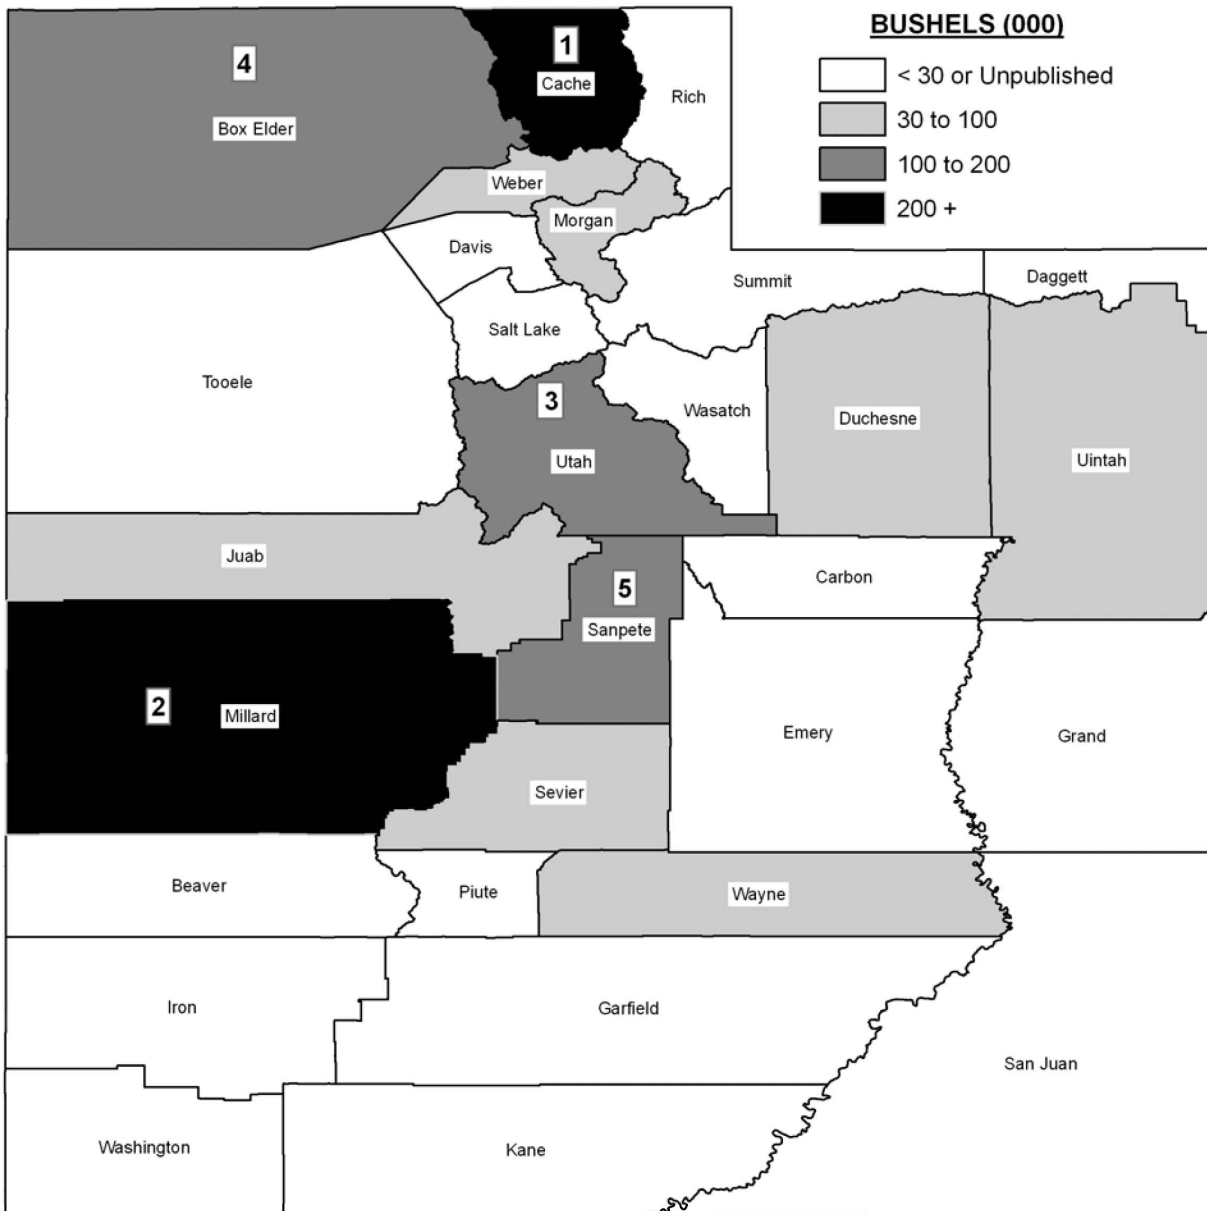 BUSHELS (000)
< 30 or Unpublished
30 to 100
100 to 200
200 +
4
Box Elder
1
Cache
Rich
Weber
Morgan
Davis
Summit
Daggett
Salt Lake
Tooele
3
Utah
Wasatch
Duchesne
Uintah
Juab
Carbon
5
Sanpete
2
Millard
Emery
Grand
Sevier
Beaver
Piute
Wayne
Iron
Garfield
San Juan
Washington
Kane